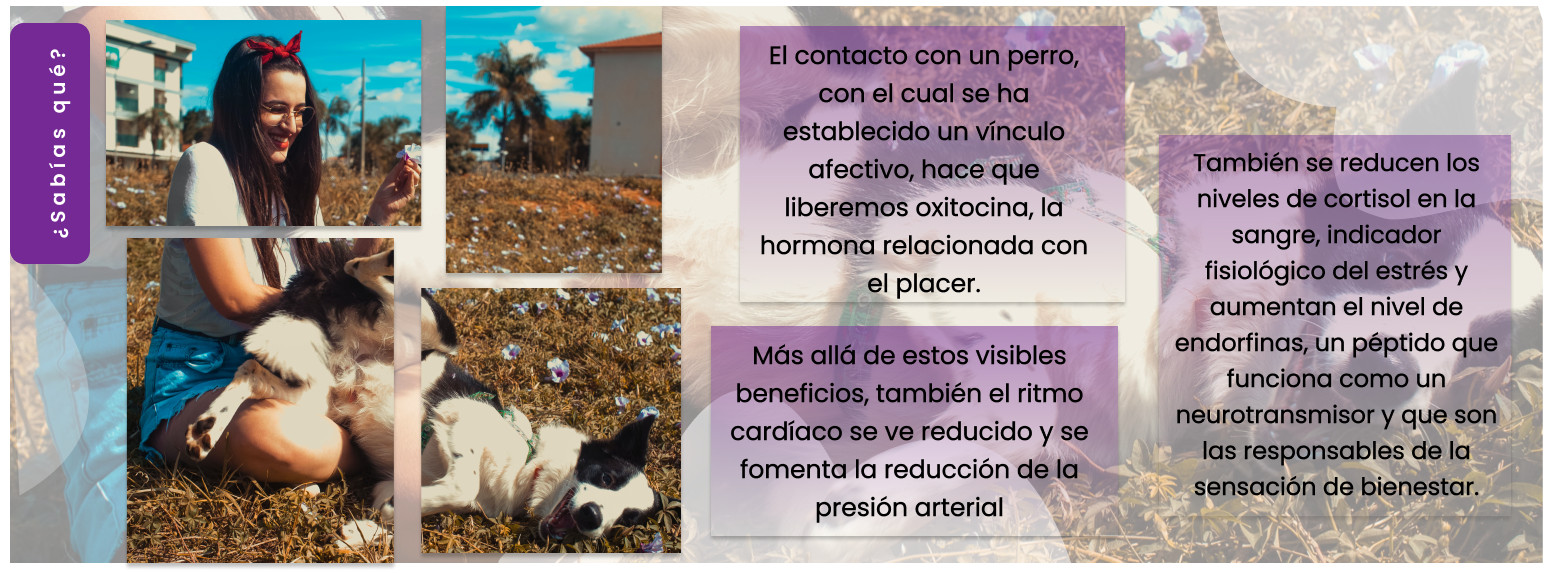 ¿Sabías qué?
El contacto con un perro,
con el cual se ha
establecido un vínculo
afectivo, hace que
liberemos oxitocina, la
hormona relacionada con
el placer.
Más allá de estos visibles
beneficios, también el ritmo
cardíaco se ve reducido y se
fomenta la reducción de la
presión arterial
También se reducen los
niveles de cortisol en la
sangre, indicador
fisiológico del estrés y
aumentan el nivel de
endorfinas, un péptido que
funciona como un
neurotransmisor y que son
las responsables de la
sensación de bienestar.